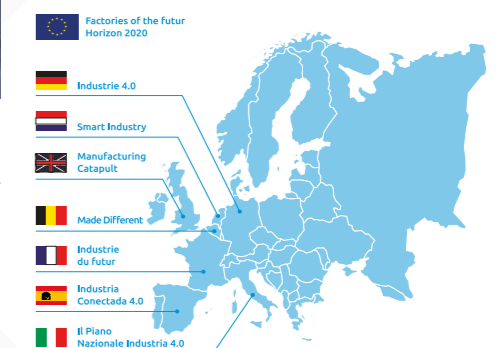 Factories of the futur
Horizon 2020
Industrie 4.0
Smart Industry
Manufacturing
Catapult
Made Different
Industrie
du futur
Industria
Conectada 4.0
Il Piano
Nazionale Industria 4.0